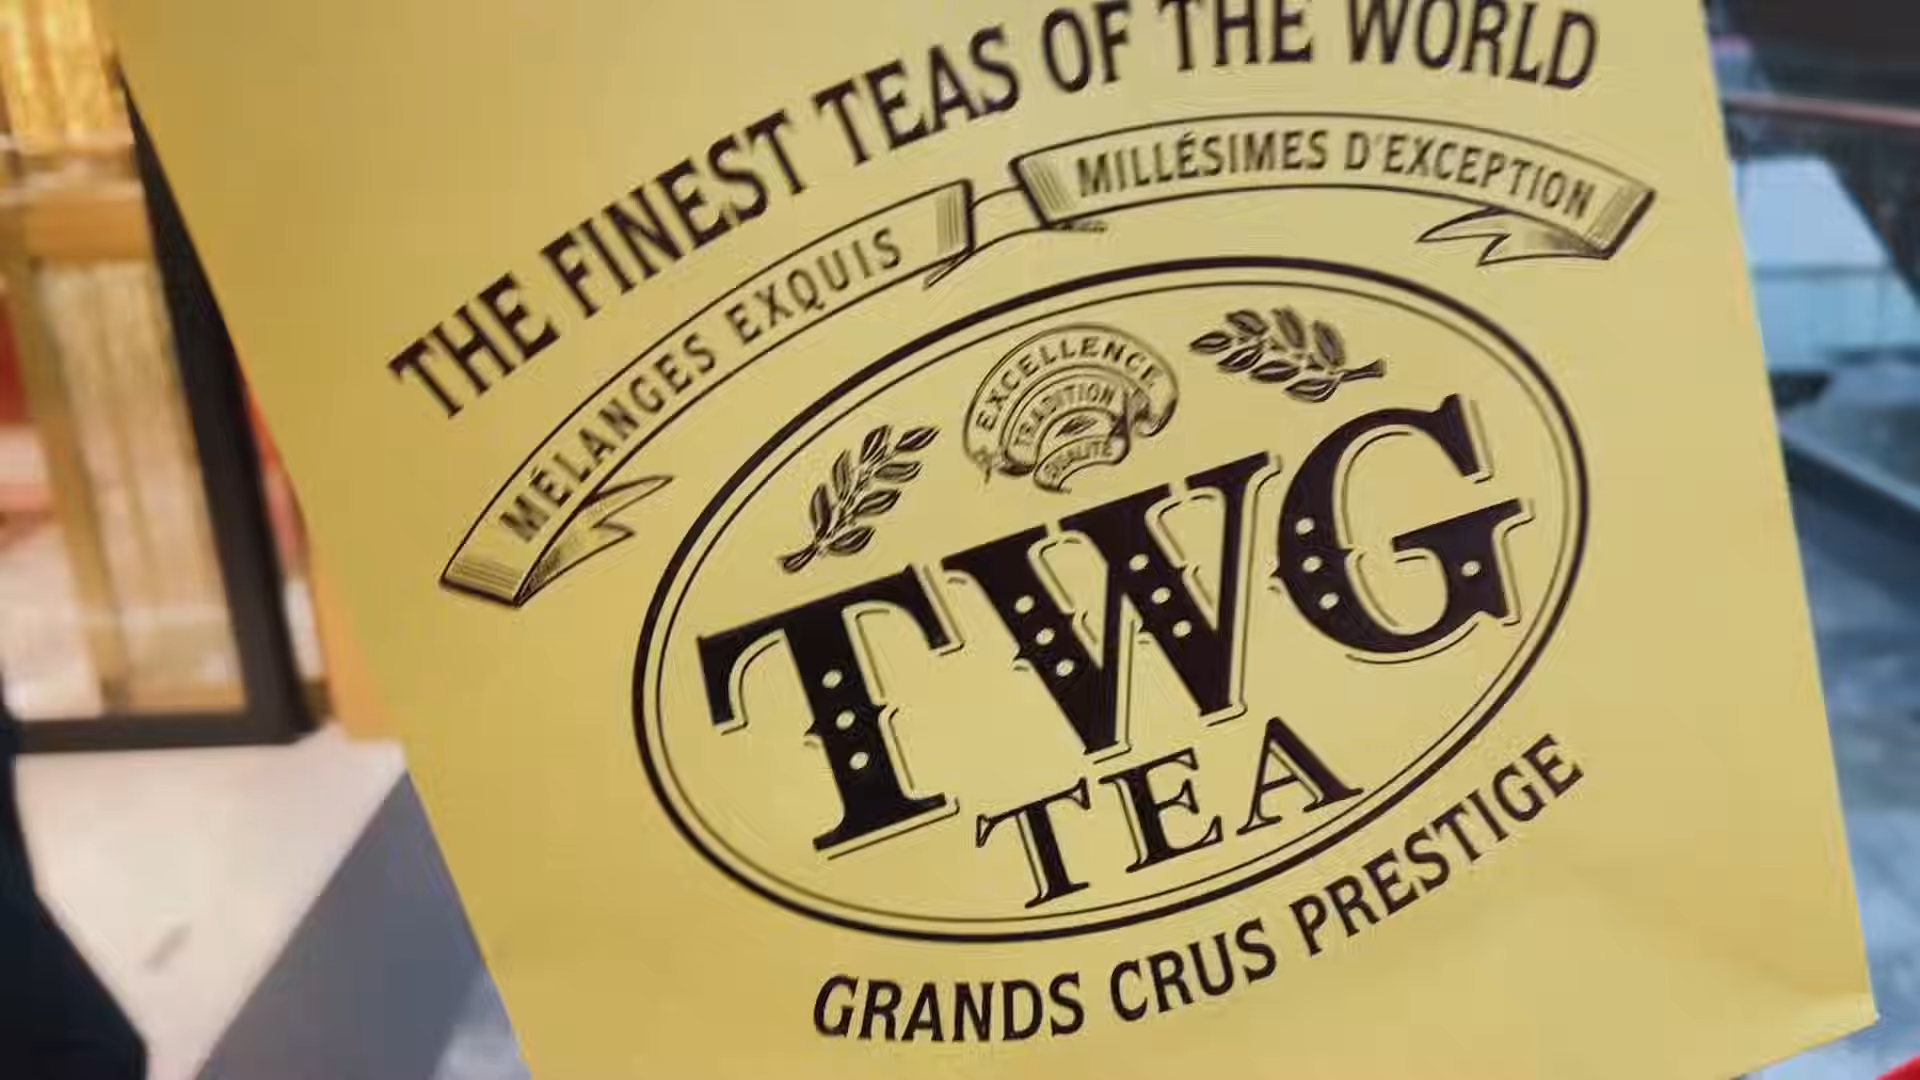 THE FINEST TEAS OF THE WORLD
MÉLANGES EXQUIS
MILLÉSIMES D'EXCEPTION
EXCELLENCE
TRADITION
QUALITÉ
TWG
TEA
GRANDS CRUS PRESTIGE